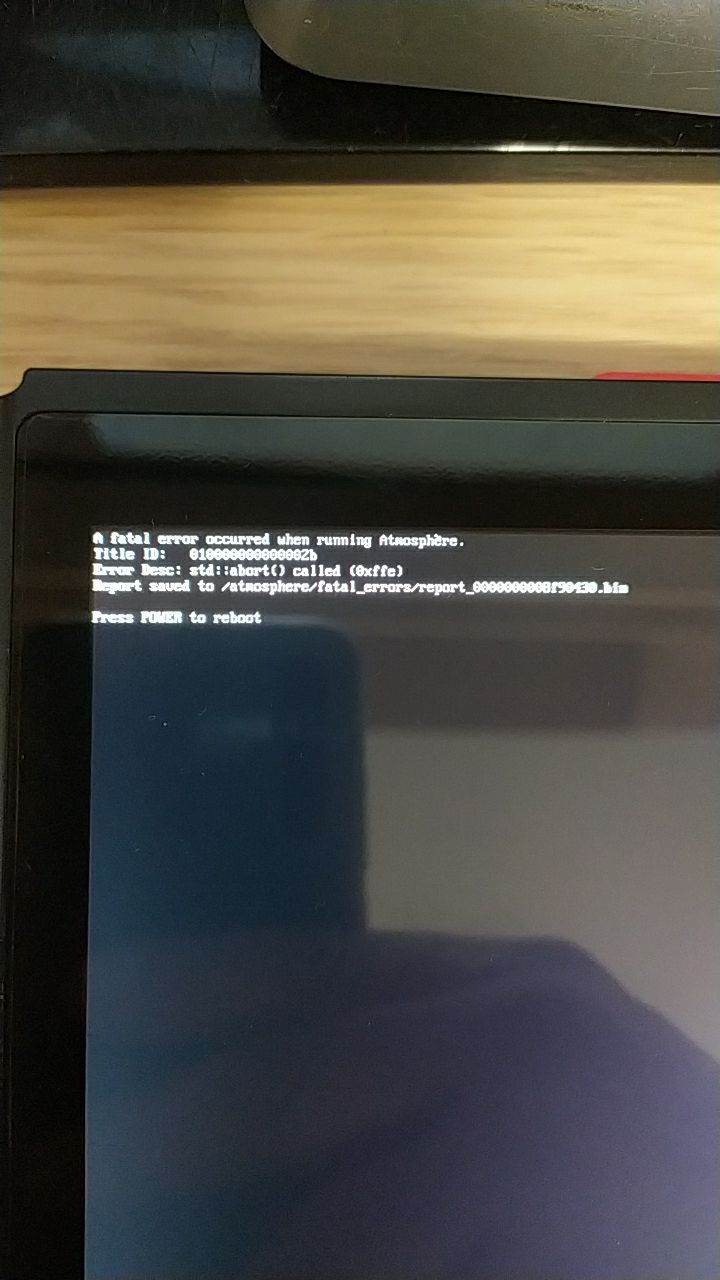 A fatal error occurred when running Atmosphère.
Title ID: 010000000000002b
Error Desc: std::abort() called (0xffe)
Report saved to /atmosphere/fatal_errors/report_0000000008f90430.bin
Press POWER to reboot